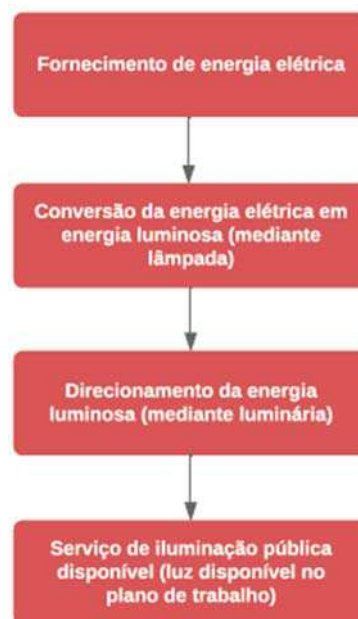 Fornecimento de energia elétrica
Conversão da energia elétrica em
energia luminosa (mediante
lâmpada)
Direcionamento da energia
luminosa (mediante luminária)
Serviço de iluminação pública
disponível (luz disponível no
plano de trabalho)